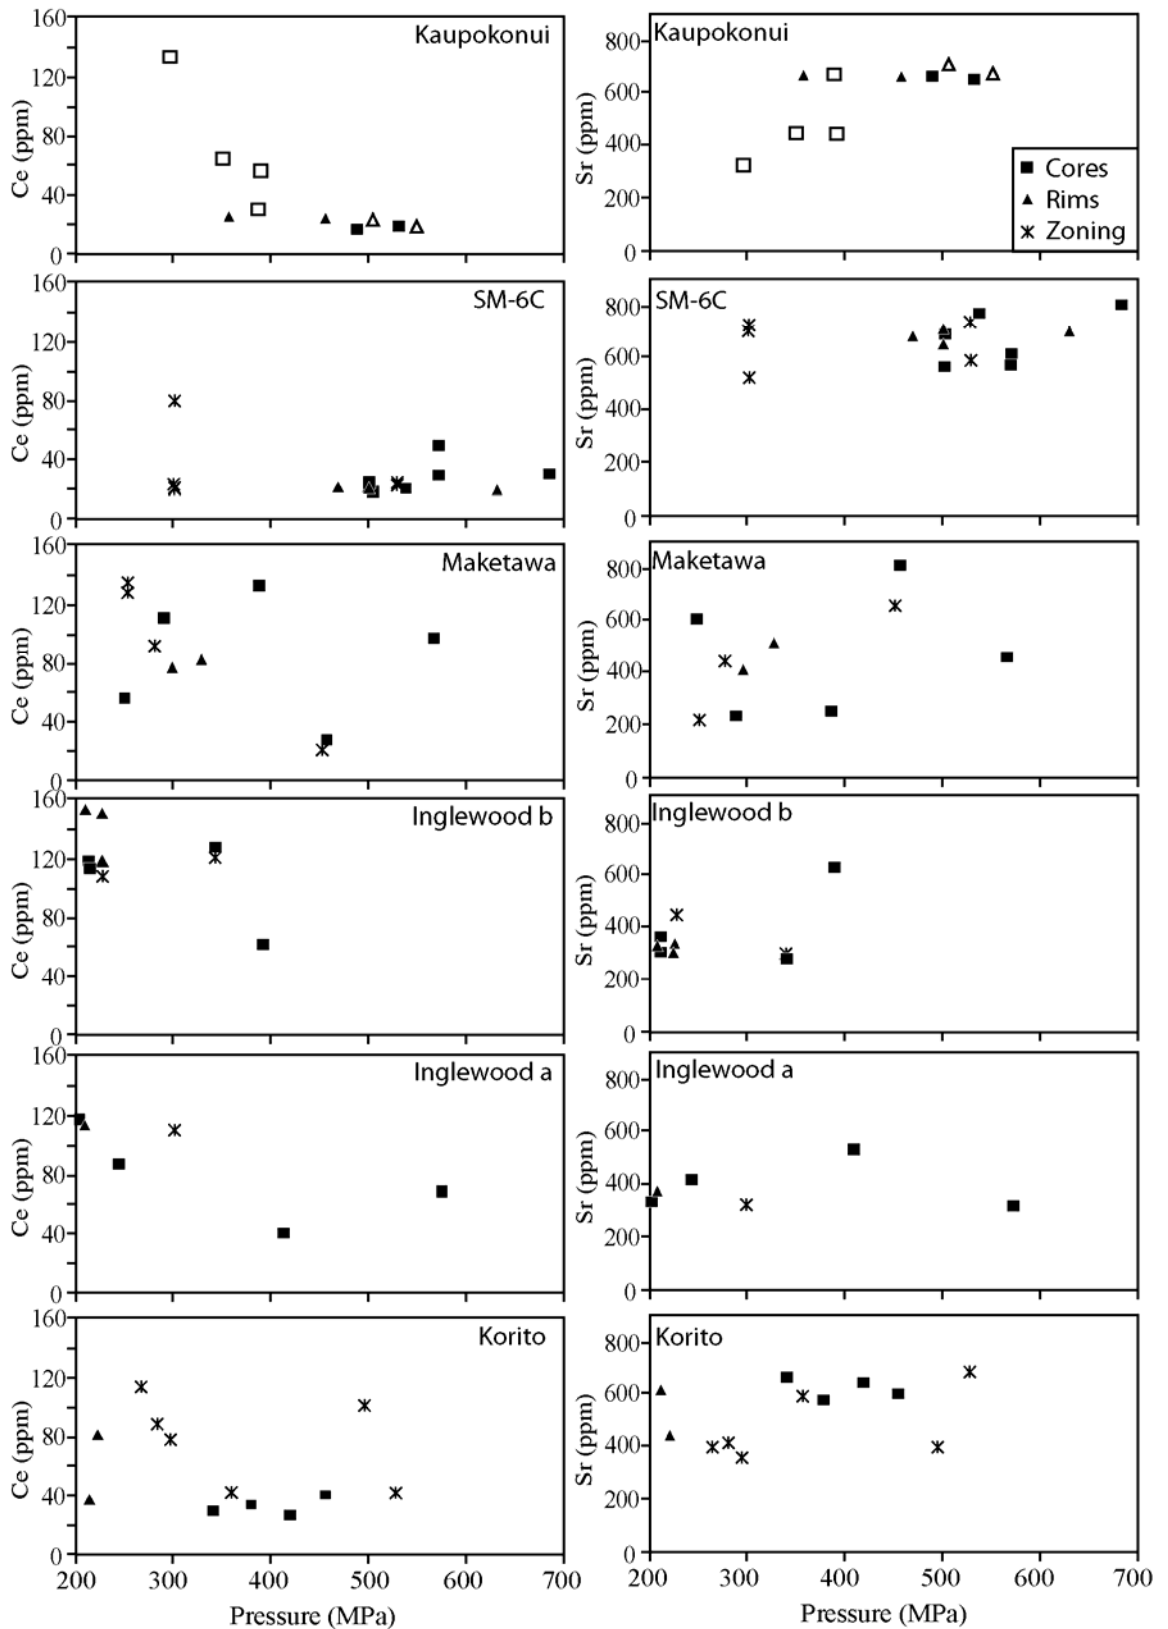 160
120
80
40
0
Ce (ppm)
Kaupokonui
800
600
400
200
0
Sr (ppm)
Kaupokonui
Cores
Rims
Zoning
160
120
80
40
0
Ce (ppm)
SM-6C
800
600
400
200
0
Sr (ppm)
SM-6C
160
120
80
40
0
Ce (ppm)
Maketawa
800
600
400
200
0
Sr (ppm)
Maketawa
160
120
80
40
0
Ce (ppm)
Inglewood b
800
600
400
200
0
Sr (ppm)
Inglewood b
160
120
80
40
0
Ce (ppm)
Inglewood a
800
600
400
200
0
Sr (ppm)
Inglewood a
160
120
80
40
0
Ce (ppm)
Korito
800
600
400
200
0
Sr (ppm)
Korito
200 300 400 500 600 700
Pressure (MPa)
200 300 400 500 600 700
Pressure (MPa)